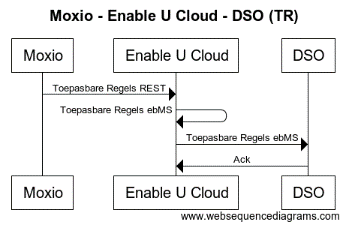 Moxio - Enable U Cloud - DSO (TR)
Moxio Enable U Cloud DSO
Toepasbare Regels REST
Toepasbare Regels ebMS
Toepasbare Regels ebMS
Ack
Moxio Enable U Cloud DSO
www.websequencediagrams.com